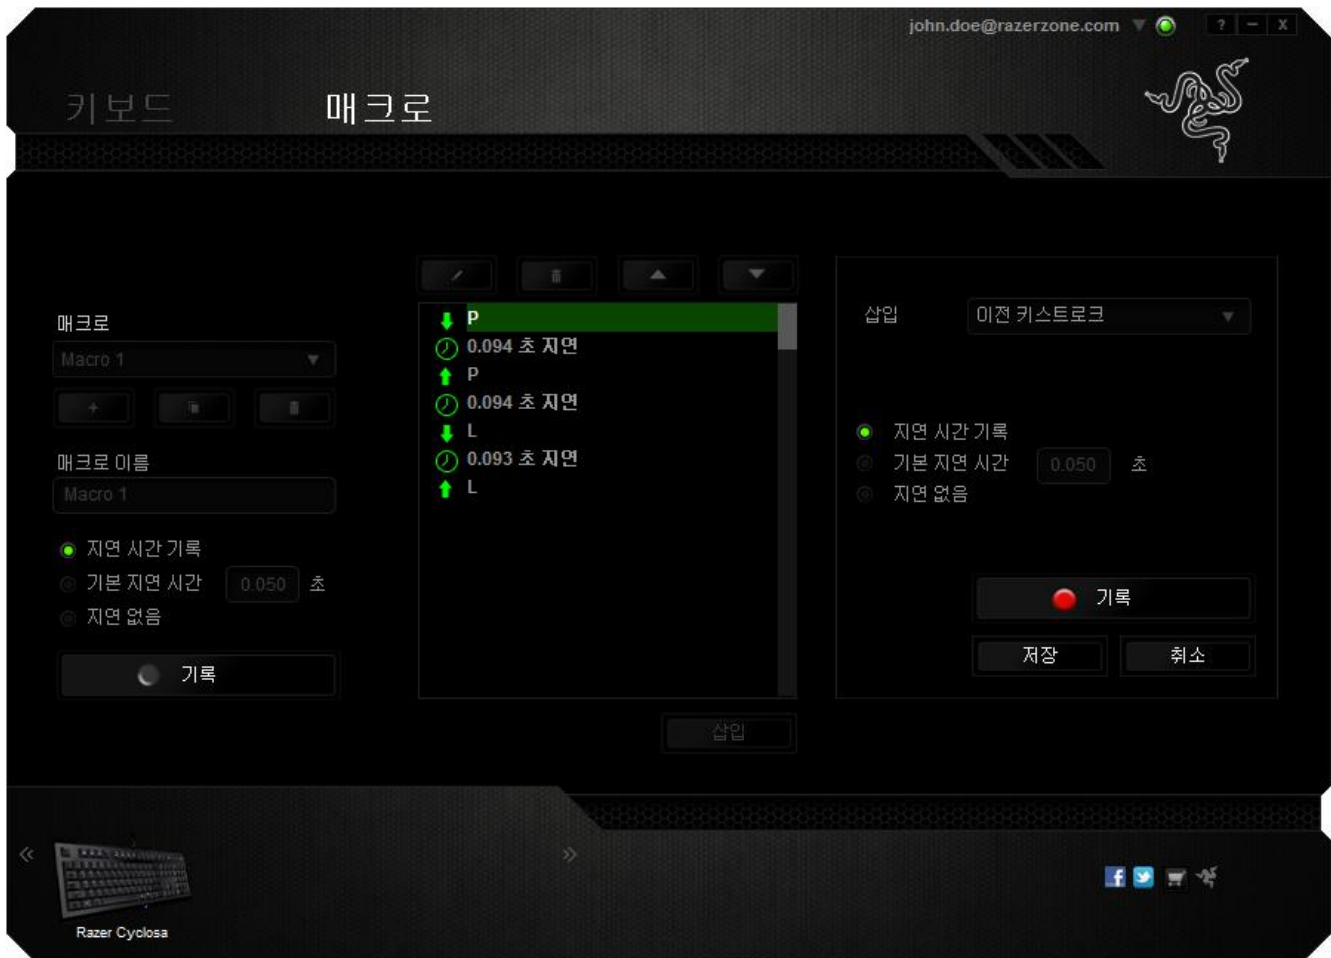 john.doe@razerzone.com
? – X
키보드
매크로
매크로
Macro 1
매크로 이름
Macro 1
지연 시간 기록
기본 지연 시간 0.050 초
지연 없음
기록
P
0.094 초 지연
P
0.094 초 지연
L
0.093 초 지연
L
삽입
삽입 이전 키스트로크
지연 시간 기록
기본 지연 시간 0.050 초
지연 없음
기록
저장 취소
Razer Cyclosa